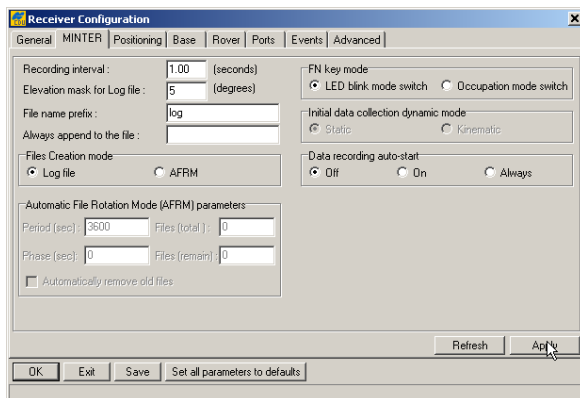 Receiver Configuration
General MINTER Positioning Base Rover Ports Events Advanced
Recording interval : 1.00 (seconds)
Elevation mask for Log file : 5 (degrees)
File name prefix : log
Always append to the file :
Files Creation mode
Log file AFRM
Automatic File Rotation Mode (AFRM) parameters
Period (sec) : 3600 Files (total ) : 0
Phase (sec): 0 Files (remain) : 0
Automatically remove old files
FN key mode
LED blink mode switch Occupation mode switch
Initial data collection dynamic mode
Static Kinematic
Data recording auto-start
Off On Always
Refresh Apply
OK Exit Save Set all parameters to defaults